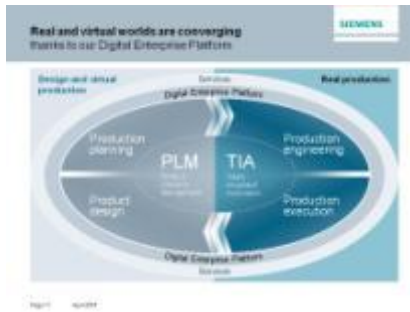 Real and virtual worlds are converging
thanks to our Digital Enterprise Platform
SIEMENS
Design and virtual
production
Services
Real production
Digital Enterprise Platform
Production
planning
Production
engineering
PLM
TIA
Product
design
Production
execution
Digital Enterprise Platform
Services